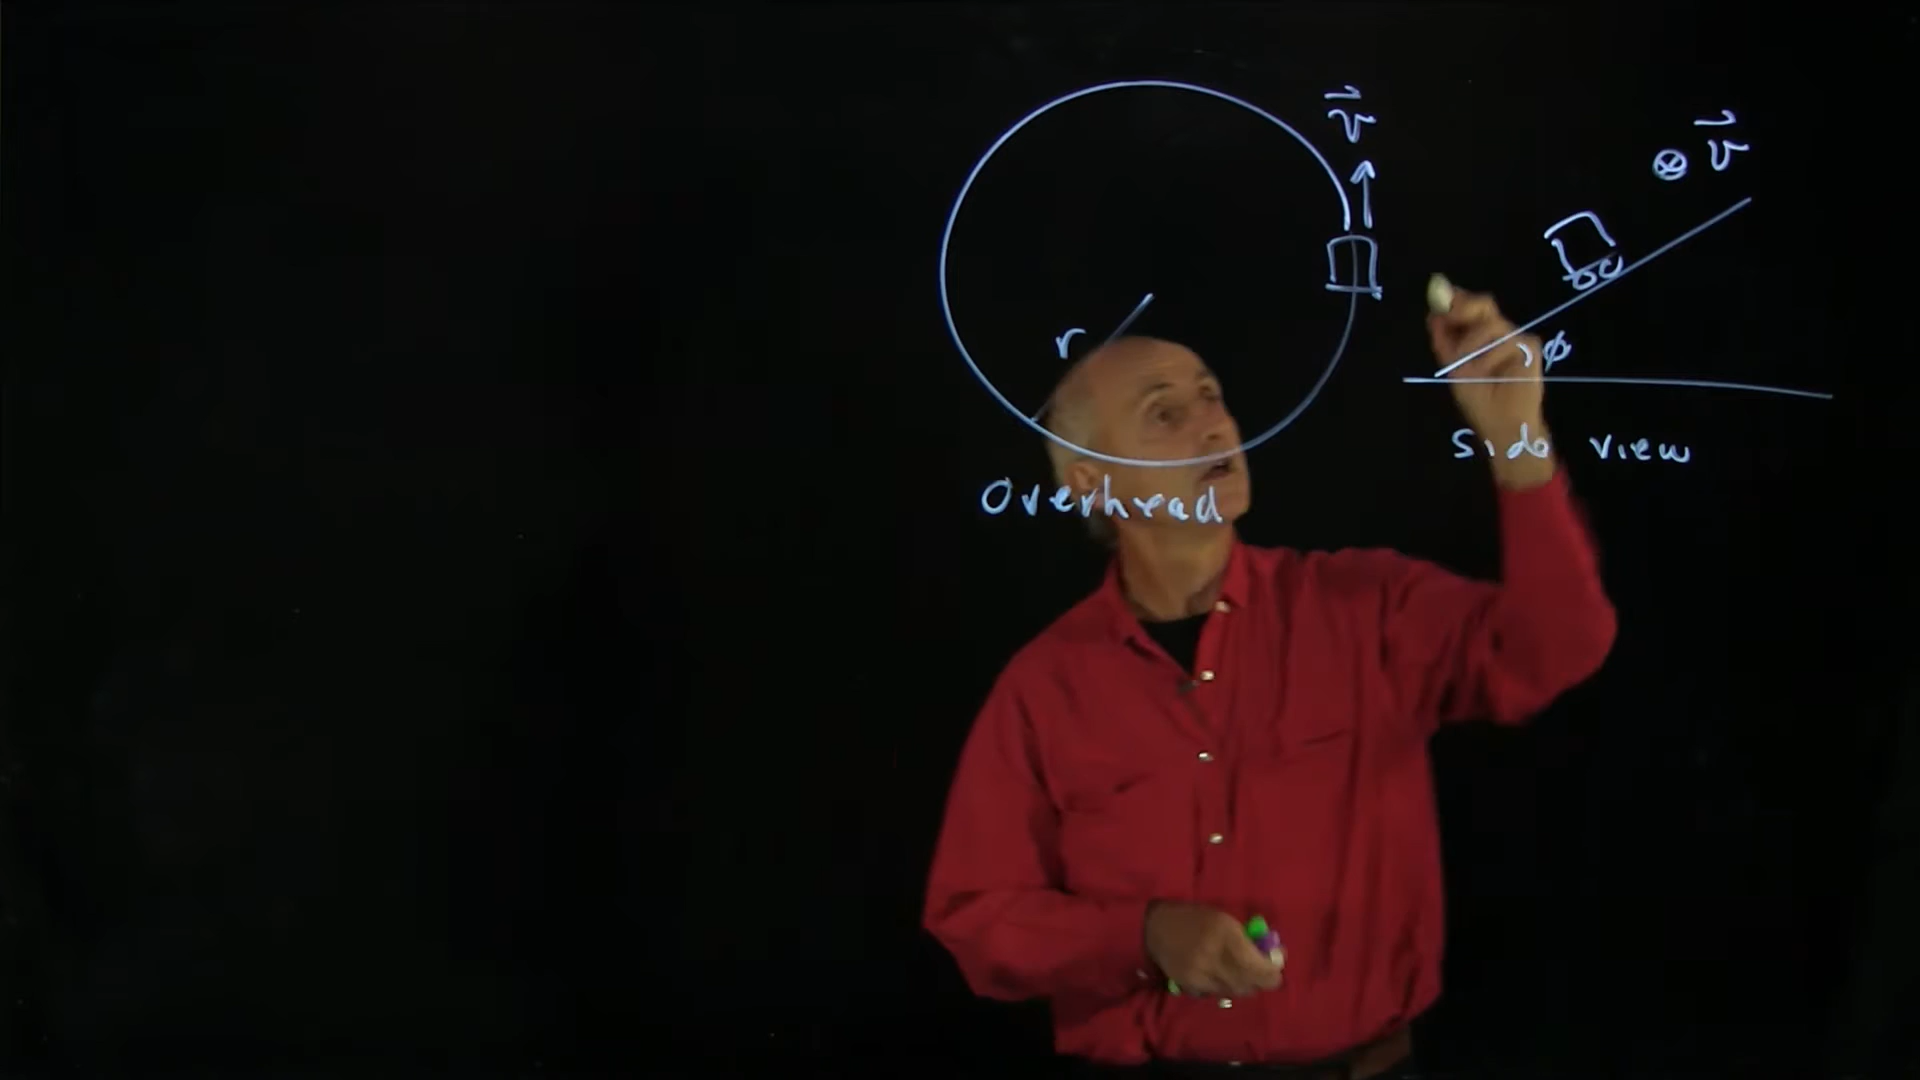 v⃗
⊗ v⃗
r
φ
side view
Overhead